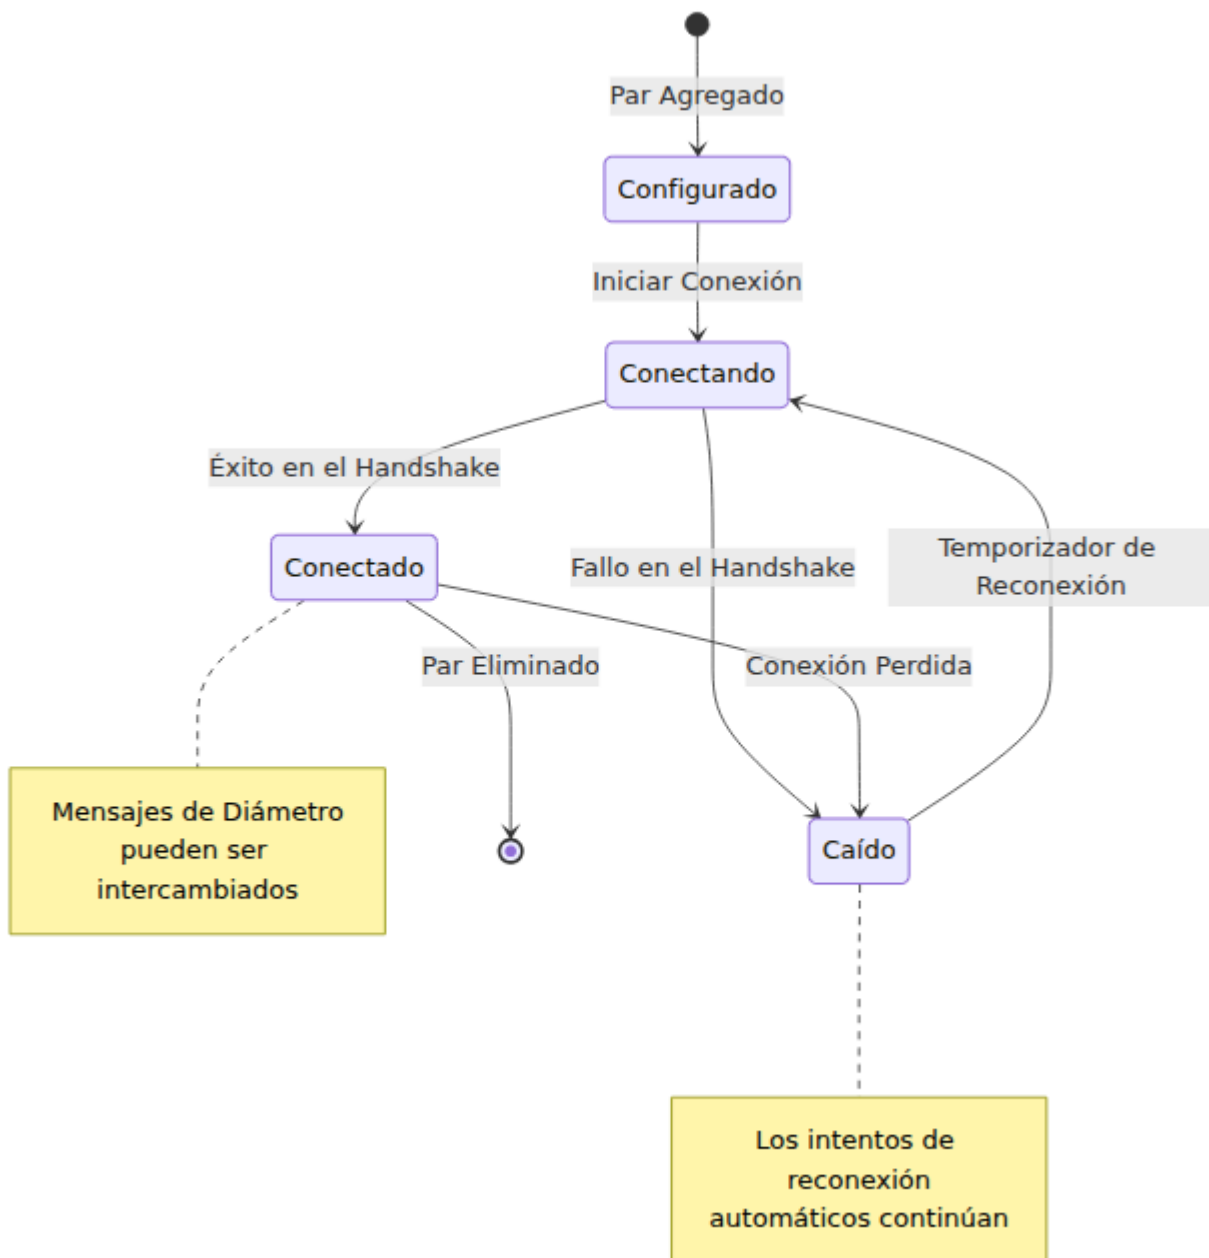 Par Agregado
Configurado
Iniciar Conexión
Conectando
Éxito en el Handshake
Conectado
Fallo en el Handshake
Temporizador de
Reconexión
Par Eliminado
Conexión Perdida
Mensajes de Diámetro
pueden ser
intercambiados
Caído
Los intentos de
reconexión
automáticos continúan